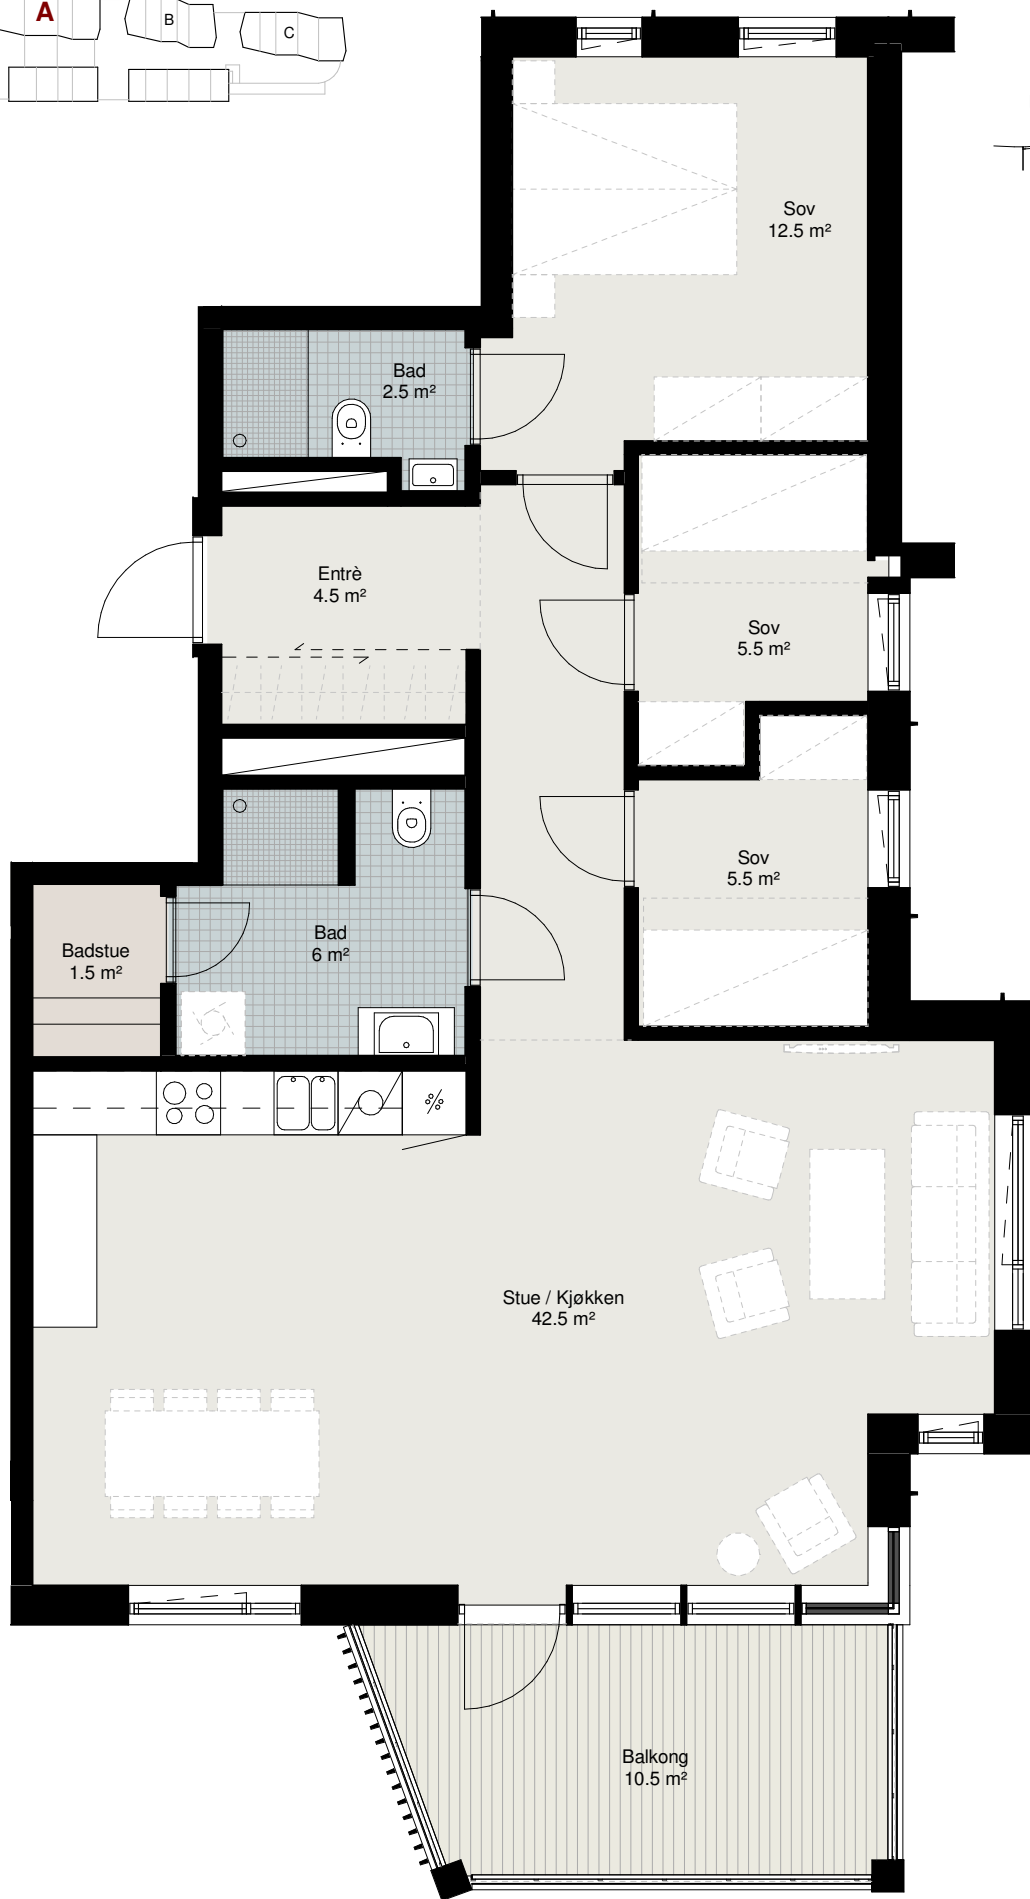 A
B
C
Sov
12.5 m²
Bad
2.5 m²
Entrè
4.5 m²
Sov
5.5 m²
Sov
5.5 m²
Bad
6 m²
Badstue
1.5 m²
Stue / Kjøkken
42.5 m²
Balkong
10.5 m²